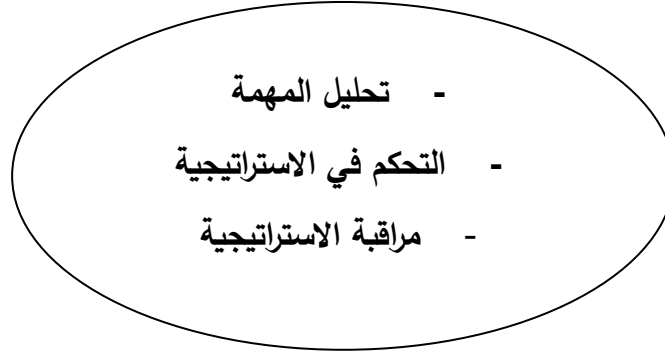 - تحليل المهمة
- التحكم في الاستراتيجية
- مراقبة الاستراتيجية